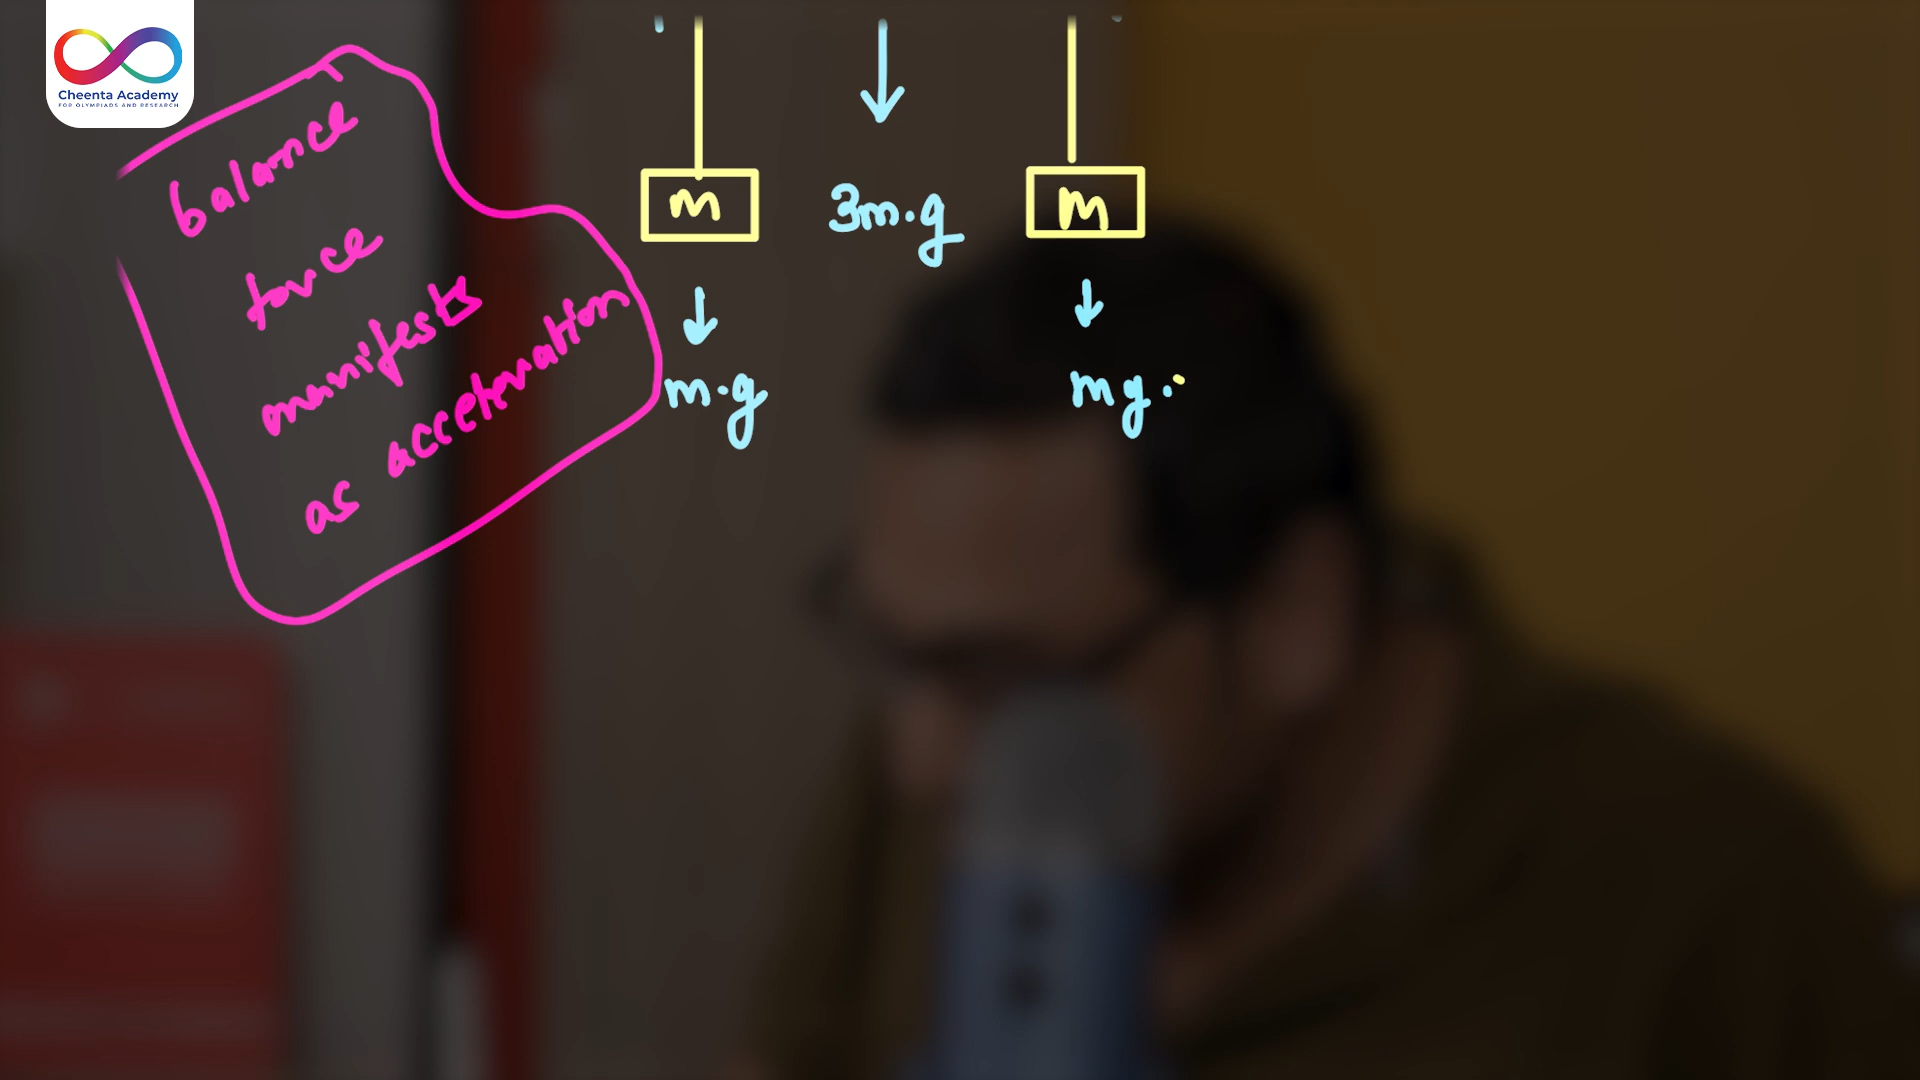 Cheenta Academy
FOR OLYMPIADS AND RESEARCH
balance
force
manifests
as acceleration
m
3m.g
m
m.g
mg.